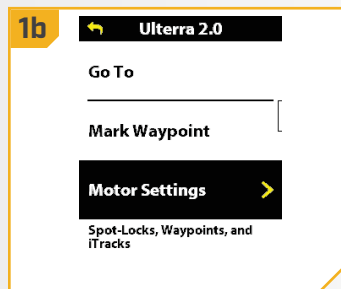 1b
Ulterra 2.0
Go To
Mark Waypoint
Motor Settings
Spot-Locks, Waypoints, and
iTracks